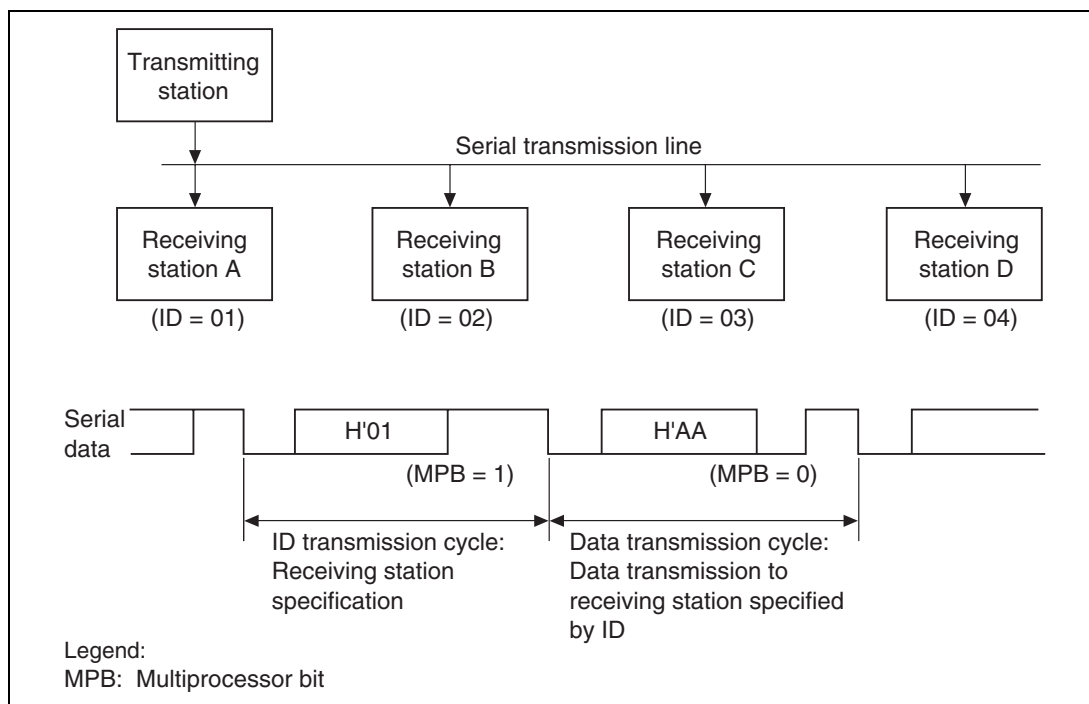 Transmitting
station
Serial transmission line
Receiving
station A
(ID = 01)
Receiving
station B
(ID = 02)
Receiving
station C
(ID = 03)
Receiving
station D
(ID = 04)
Serial
data
H'01
H'AA
(MPB = 1)
(MPB = 0)
ID transmission cycle:
Receiving station
specification
Data transmission cycle:
Data transmission to
receiving station specified
by ID
Legend:
MPB: Multiprocessor bit